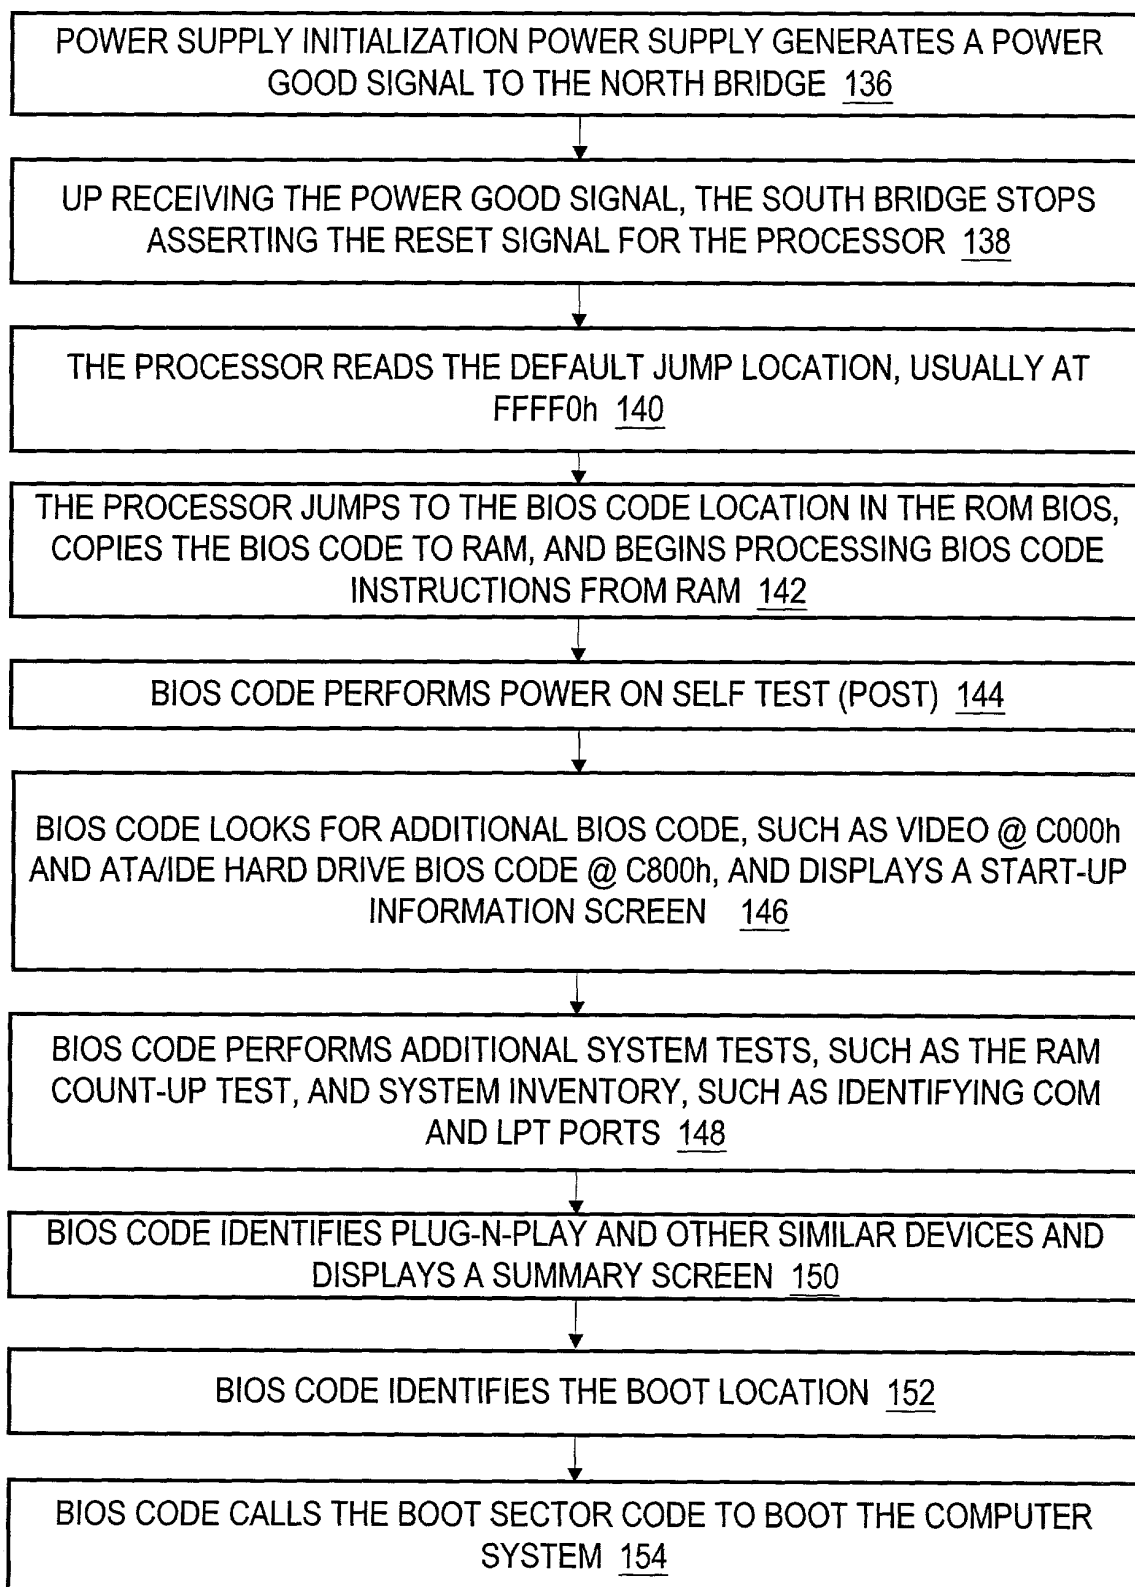 POWER SUPPLY INITIALIZATION POWER SUPPLY GENERATES A POWER
GOOD SIGNAL TO THE NORTH BRIDGE 136
UP RECEIVING THE POWER GOOD SIGNAL, THE SOUTH BRIDGE STOPS
ASSERTING THE RESET SIGNAL FOR THE PROCESSOR 138
THE PROCESSOR READS THE DEFAULT JUMP LOCATION, USUALLY AT
FFFF0h 140
THE PROCESSOR JUMPS TO THE BIOS CODE LOCATION IN THE ROM BIOS,
COPIES THE BIOS CODE TO RAM, AND BEGINS PROCESSING BIOS CODE
INSTRUCTIONS FROM RAM 142
BIOS CODE PERFORMS POWER ON SELF TEST (POST) 144
BIOS CODE LOOKS FOR ADDITIONAL BIOS CODE, SUCH AS VIDEO @ C000h
AND ATA/IDE HARD DRIVE BIOS CODE @ C800h, AND DISPLAYS A START-UP
INFORMATION SCREEN 146
BIOS CODE PERFORMS ADDITIONAL SYSTEM TESTS, SUCH AS THE RAM
COUNT-UP TEST, AND SYSTEM INVENTORY, SUCH AS IDENTIFYING COM
AND LPT PORTS 148
BIOS CODE IDENTIFIES PLUG-N-PLAY AND OTHER SIMILAR DEVICES AND
DISPLAYS A SUMMARY SCREEN 150
BIOS CODE IDENTIFIES THE BOOT LOCATION 152
BIOS CODE CALLS THE BOOT SECTOR CODE TO BOOT THE COMPUTER
SYSTEM 154